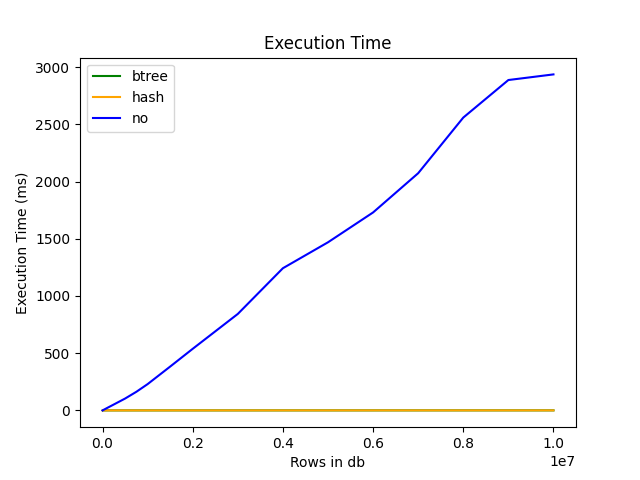 Execution Time
btree
hash
no
Execution Time (ms)
3000
2500
2000
1500
1000
500
0
0.0 0.2 0.4 0.6 0.8 1.0
1e7
Rows in db